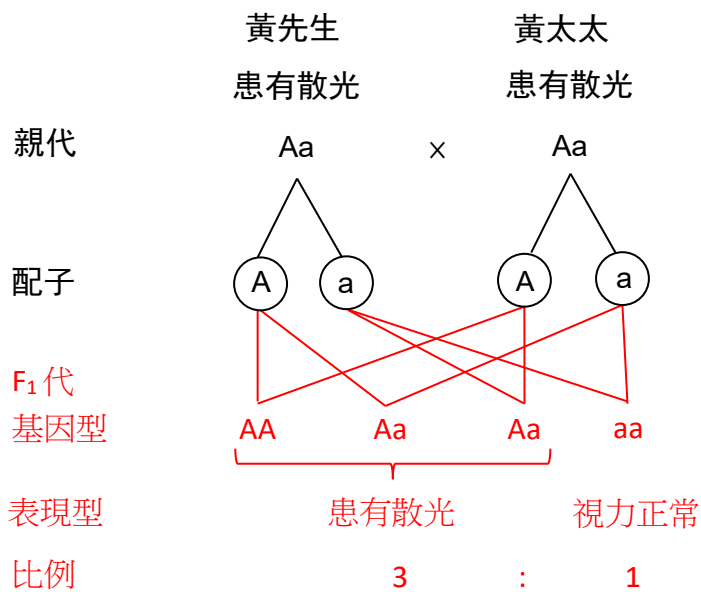 黃先生 黃太太
患有散光 患有散光
親代 Aa × Aa
配子 A a A a
F₁代
基因型 AA Aa Aa aa
表現型 患有散光 視力正常
比例 3 : 1